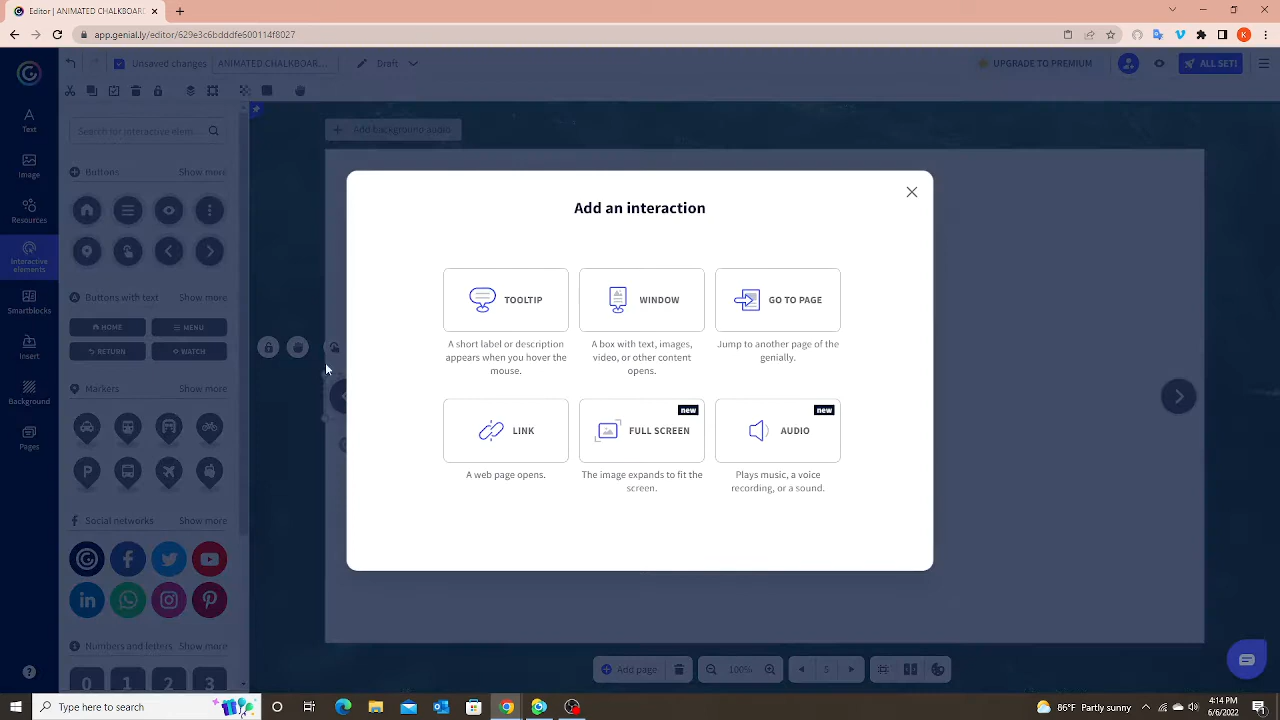 Editor | ANIMATED CHALKBOAR
app.genial.ly/editor/629e3c6bdddfe600114f8027
K
Unsaved changes
ANIMATED CHALKBOAR...
Draft
UPGRADE TO PREMIUM
ALL SET!
Text
Image
Resources
Interactive
elements
Smartblocks
Insert
Background
Pages
Search for interactive elem...
Buttons
Show more
Buttons with text
Show more
HOME
MENU
RETURN
WATCH
Markers
Show more
P
Social networks
Show more
Numbers and letters
Show more
0
1
2
3
Add background audio
Add an interaction
TOOLTIP
A short label or description
appears when you hover the
mouse.
WINDOW
A box with text, images,
video, or other content
opens.
GO TO PAGE
Jump to another page of the
genially.
LINK
A web page opens.
new
FULL SCREEN
The image expands to fit the
screen.
new
AUDIO
Plays music, a voice
recording, or a sound.
Add page
100%
5
Type here to search
86°F Partly sunny
4:14 PM
6/6/2022